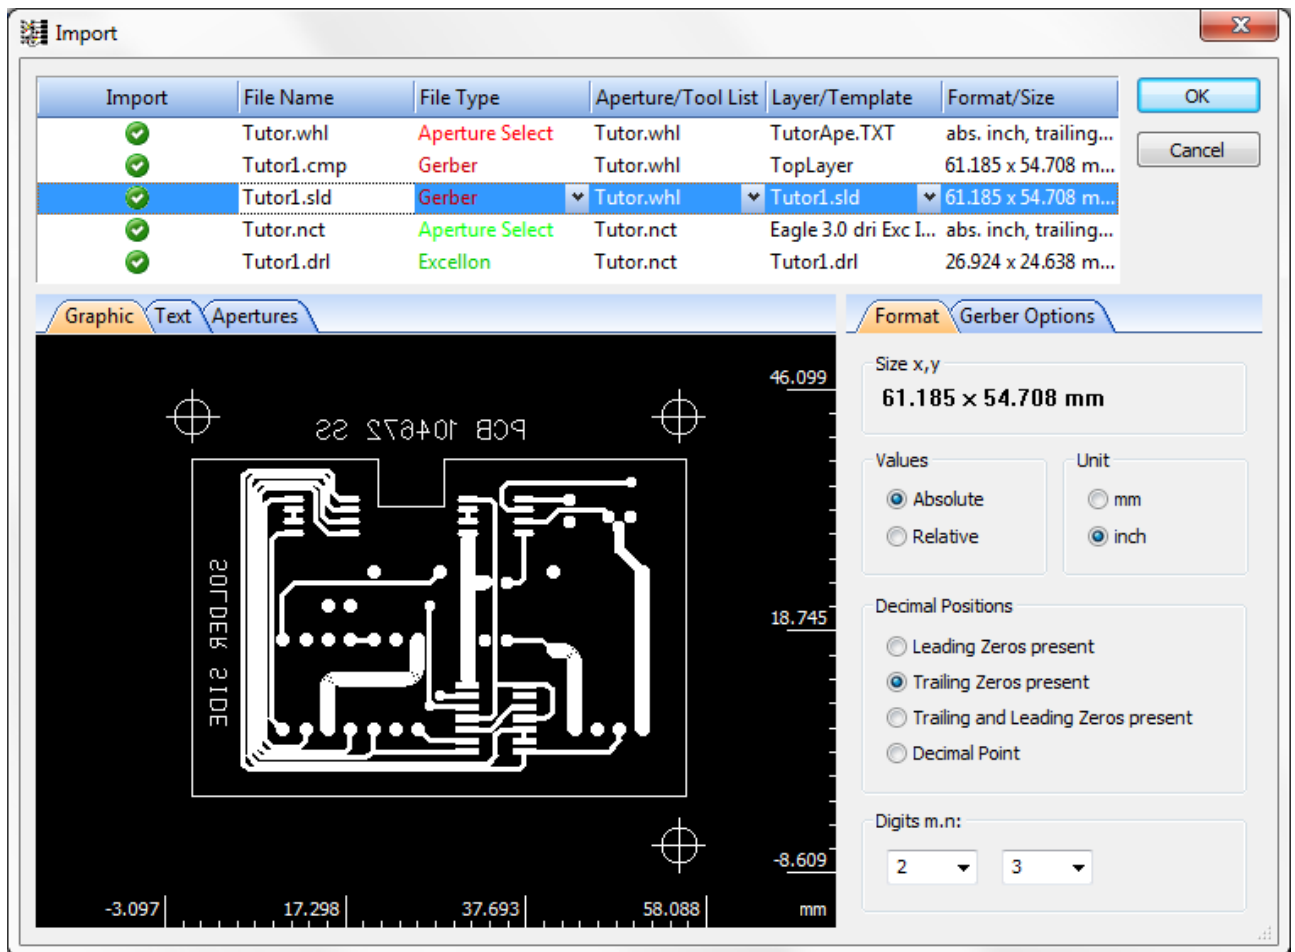 Import
Import File Name File Type Aperture/Tool List Layer/Template Format/Size
Tutor.whl Aperture Select Tutor.whl TutorApe.TXT abs. inch, trailing...
Tutor1.cmp Gerber Tutor.whl TopLayer 61.185 x 54.708 m...
Tutor1.sld Gerber Tutor.whl Tutor1.sld 61.185 x 54.708 m...
Tutor.nct Aperture Select Tutor.nct Eagle 3.0 dri Exc I... abs. inch, trailing...
Tutor1.drl Excellon Tutor.nct Tutor1.drl 26.924 x 24.638 m...
OK
Cancel
Graphic Text Apertures
PCB 104672 SS
SOLDER SIDE
46.099
18.745
-8.609
-3.097 17.298 37.693 58.088 mm
Format Gerber Options
Size x,y
61.185 x 54.708 mm
Values
Absolute
Relative
Unit
mm
inch
Decimal Positions
Leading Zeros present
Trailing Zeros present
Trailing and Leading Zeros present
Decimal Point
Digits m.n:
2 3